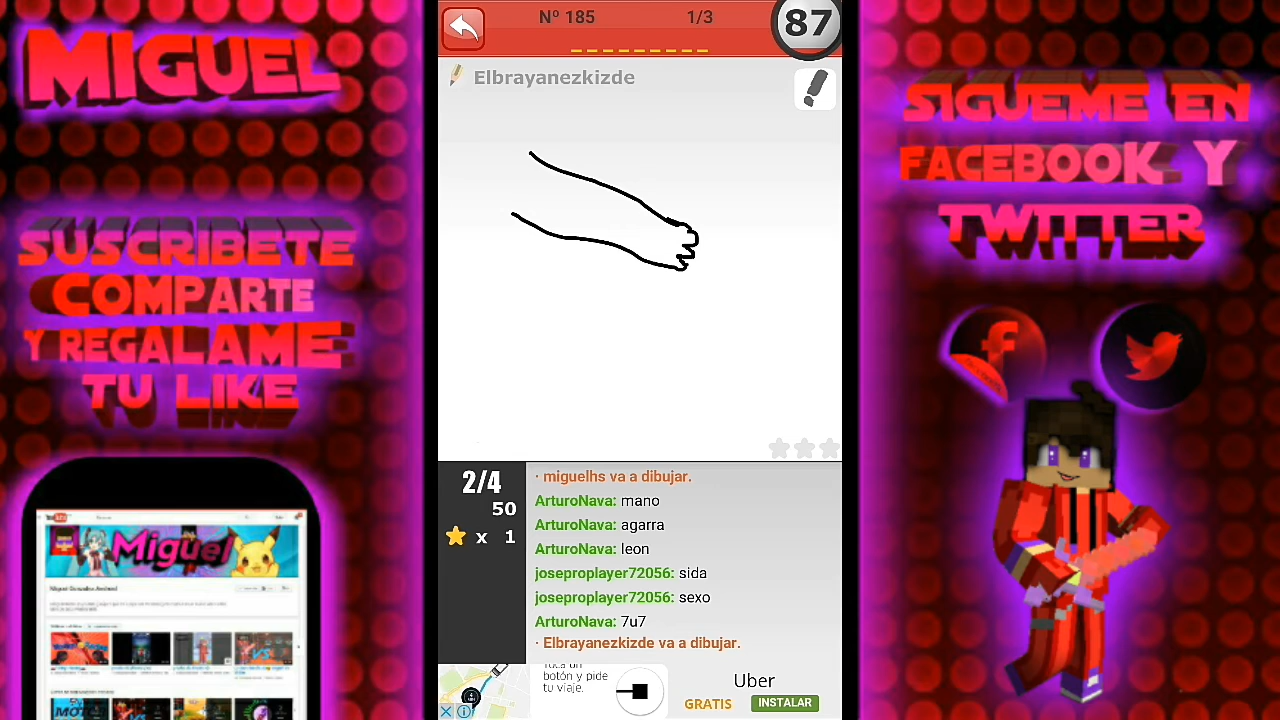 MIGUEL
SUSCRIBETE
COMPARTE
Y REGALAME
TU LIKE
Miguel
Nº 185
1/3
87
Elbrayanezkizde
2/4
50
x 1
· miguelhs va a dibujar.
ArturoNava: mano
ArturoNava: agarra
ArturoNava: leon
joseproplayer72056: sida
joseproplayer72056: sexo
ArturoNava: 7u7
· Elbrayanezkizde va a dibujar.
botón y pide
tu viaje.
Uber
GRATIS
INSTALAR
SIGUEME EN
FACEBOOK Y
TWITTER